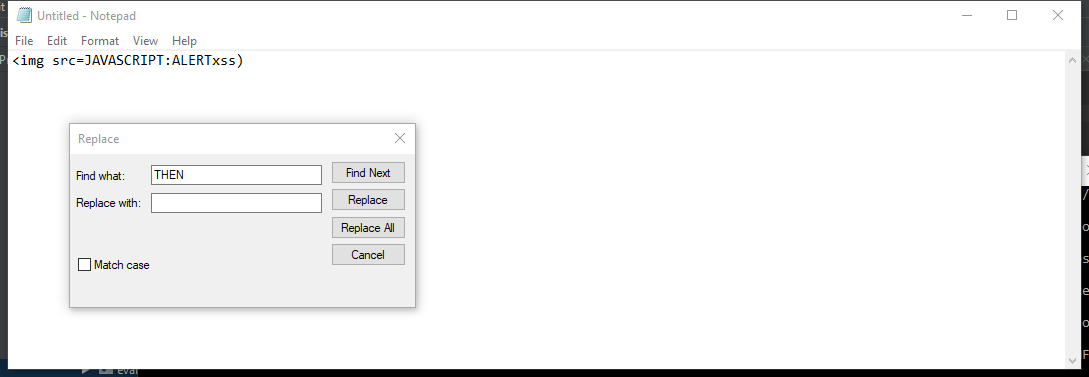 Untitled - Notepad
File Edit Format View Help
<img src=JAVASCRIPT:ALERTxss)
Replace
Find what: THEN Find Next
Replace with: Replace
Replace All
Cancel
Match case
eval